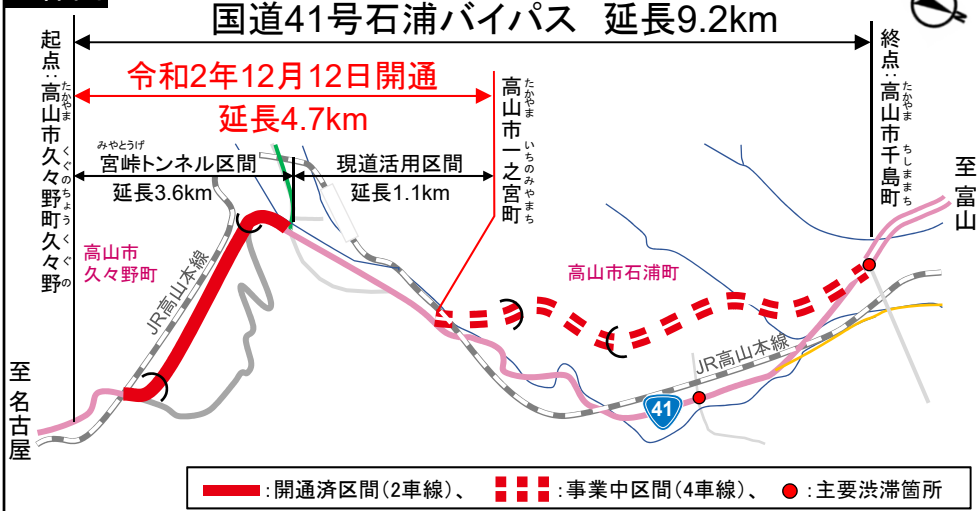 国道41号石浦バイパス 延長9.2km
起点：高山市久々野町久々野
たかやま くぐのちょうくぐの
令和2年12月12日開通
延長4.7km
高山市一之宮町
たかやま いちのみやまち
終点：高山市千島町
たかやま ちしままち
みやとうげ
宮峠トンネル区間
延長3.6km
現道活用区間
延長1.1km
至 富山
高山市
久々野町
JR高山本線
高山市石浦町
JR高山本線
41
至 名古屋
：開通済区間(2車線)、 ：事業中区間(4車線)、 ：主要渋滞箇所